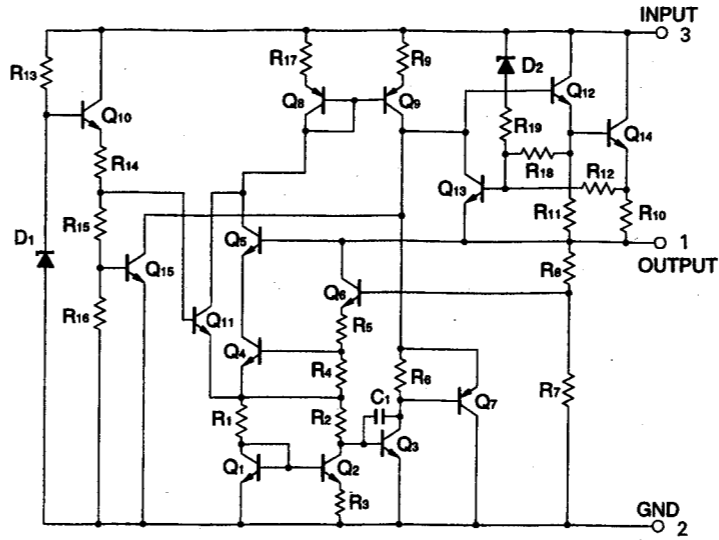 INPUT
3
R17
R9
R13
D2
Q10
Q8
Q9
Q12
R19
Q14
R14
R18
R12
Q13
R15
R11
R10
D1
Q5
1
OUTPUT
Q15
R8
Q6
R16
Q11
R5
Q4
R4
R6
R7
C1
Q7
R1
R2
Q3
Q1
Q2
R3
GND
2